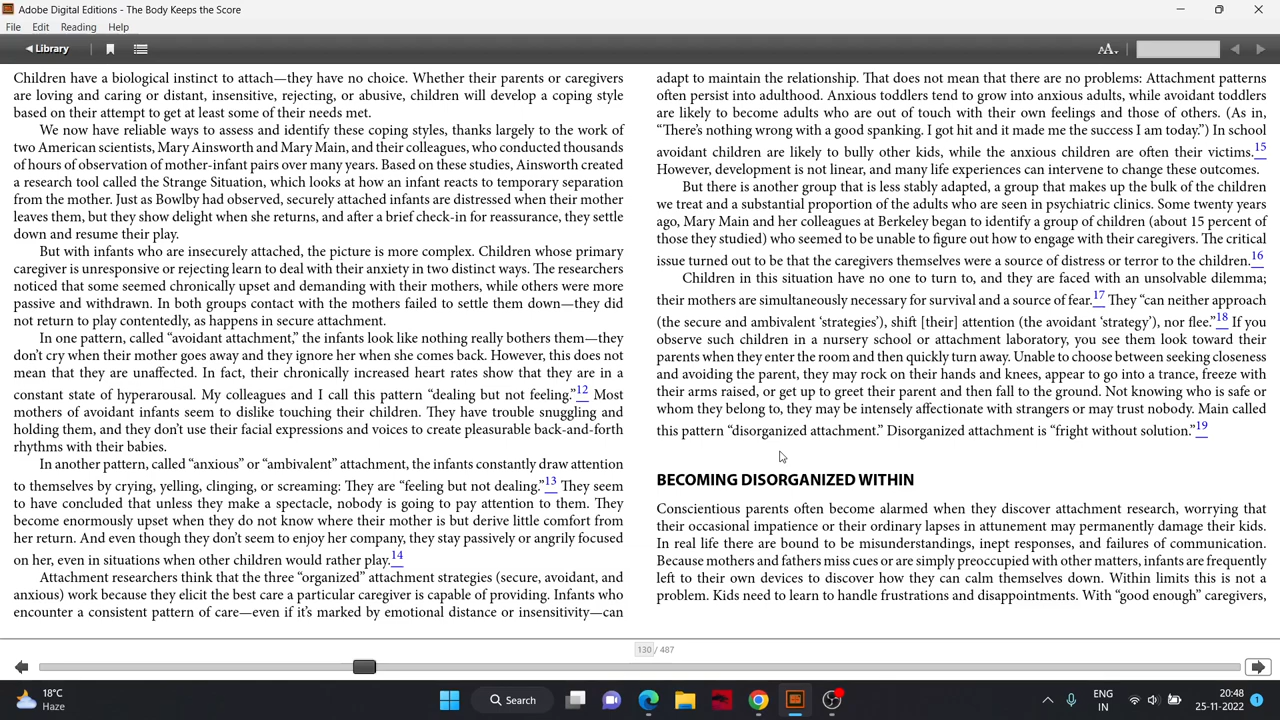 Adobe Digital Editions - The Body Keeps the Score
File Edit Reading Help
Library
AA
Children have a biological instinct to attach—they have no choice. Whether their parents or caregivers
are loving and caring or distant, insensitive, rejecting, or abusive, children will develop a coping style
based on their attempt to get at least some of their needs met.
We now have reliable ways to assess and identify these coping styles, thanks largely to the work of
two American scientists, Mary Ainsworth and Mary Main, and their colleagues, who conducted thousands
of hours of observation of mother-infant pairs over many years. Based on these studies, Ainsworth created
a research tool called the Strange Situation, which looks at how an infant reacts to temporary separation
from the mother. Just as Bowlby had observed, securely attached infants are distressed when their mother
leaves them, but they show delight when she returns, and after a brief check-in for reassurance, they settle
down and resume their play.
But with infants who are insecurely attached, the picture is more complex. Children whose primary
caregiver is unresponsive or rejecting learn to deal with their anxiety in two distinct ways. The researchers
noticed that some seemed chronically upset and demanding with their mothers, while others were more
passive and withdrawn. In both groups contact with the mothers failed to settle them down—they did
not return to play contentedly, as happens in secure attachment.
In one pattern, called “avoidant attachment,” the infants look like nothing really bothers them—they
don’t cry when their mother goes away and they ignore her when she comes back. However, this does not
mean that they are unaffected. In fact, their chronically increased heart rates show that they are in a
constant state of hyperarousal. My colleagues and I call this pattern “dealing but not feeling.”12 Most
mothers of avoidant infants seem to dislike touching their children. They have trouble snuggling and
holding them, and they don’t use their facial expressions and voices to create pleasurable back-and-forth
rhythms with their babies.
In another pattern, called “anxious” or “ambivalent” attachment, the infants constantly draw attention
to themselves by crying, yelling, clinging, or screaming: They are “feeling but not dealing.”13 They seem
to have concluded that unless they make a spectacle, nobody is going to pay attention to them. They
become enormously upset when they do not know where their mother is but derive little comfort from
her return. And even though they don’t seem to enjoy her company, they stay passively or angrily focused
on her, even in situations when other children would rather play.14
Attachment researchers think that the three “organized” attachment strategies (secure, avoidant, and
anxious) work because they elicit the best care a particular caregiver is capable of providing. Infants who
encounter a consistent pattern of care—even if it’s marked by emotional distance or insensitivity—can
adapt to maintain the relationship. That does not mean that there are no problems: Attachment patterns
often persist into adulthood. Anxious toddlers tend to grow into anxious adults, while avoidant toddlers
are likely to become adults who are out of touch with their own feelings and those of others. (As in,
“There’s nothing wrong with a good spanking. I got hit and it made me the success I am today.”) In school
avoidant children are likely to bully other kids, while the anxious children are often their victims.15
However, development is not linear, and many life experiences can intervene to change these outcomes.
But there is another group that is less stably adapted, a group that makes up the bulk of the children
we treat and a substantial proportion of the adults who are seen in psychiatric clinics. Some twenty years
ago, Mary Main and her colleagues at Berkeley began to identify a group of children (about 15 percent of
those they studied) who seemed to be unable to figure out how to engage with their caregivers. The critical
issue turned out to be that the caregivers themselves were a source of distress or terror to the children.16
Children in this situation have no one to turn to, and they are faced with an unsolvable dilemma;
their mothers are simultaneously necessary for survival and a source of fear.17 They “can neither approach
(the secure and ambivalent ‘strategies’), shift [their] attention (the avoidant ‘strategy’), nor flee.”18 If you
observe such children in a nursery school or attachment laboratory, you see them look toward their
parents when they enter the room and then quickly turn away. Unable to choose between seeking closeness
and avoiding the parent, they may rock on their hands and knees, appear to go into a trance, freeze with
their arms raised, or get up to greet their parent and then fall to the ground. Not knowing who is safe or
whom they belong to, they may be intensely affectionate with strangers or may trust nobody. Main called
this pattern “disorganized attachment.” Disorganized attachment is “fright without solution.”19
BECOMING DISORGANIZED WITHIN
Conscientious parents often become alarmed when they discover attachment research, worrying that
their occasional impatience or their ordinary lapses in attunement may permanently damage their kids.
In real life there are bound to be misunderstandings, inept responses, and failures of communication.
Because mothers and fathers miss cues or are simply preoccupied with other matters, infants are frequently
left to their own devices to discover how they can calm themselves down. Within limits this is not a
problem. Kids need to learn to handle frustrations and disappointments. With “good enough” caregivers,
130 / 487
18°C
Haze
Search
ENG
IN
20:48
25-11-2022
1